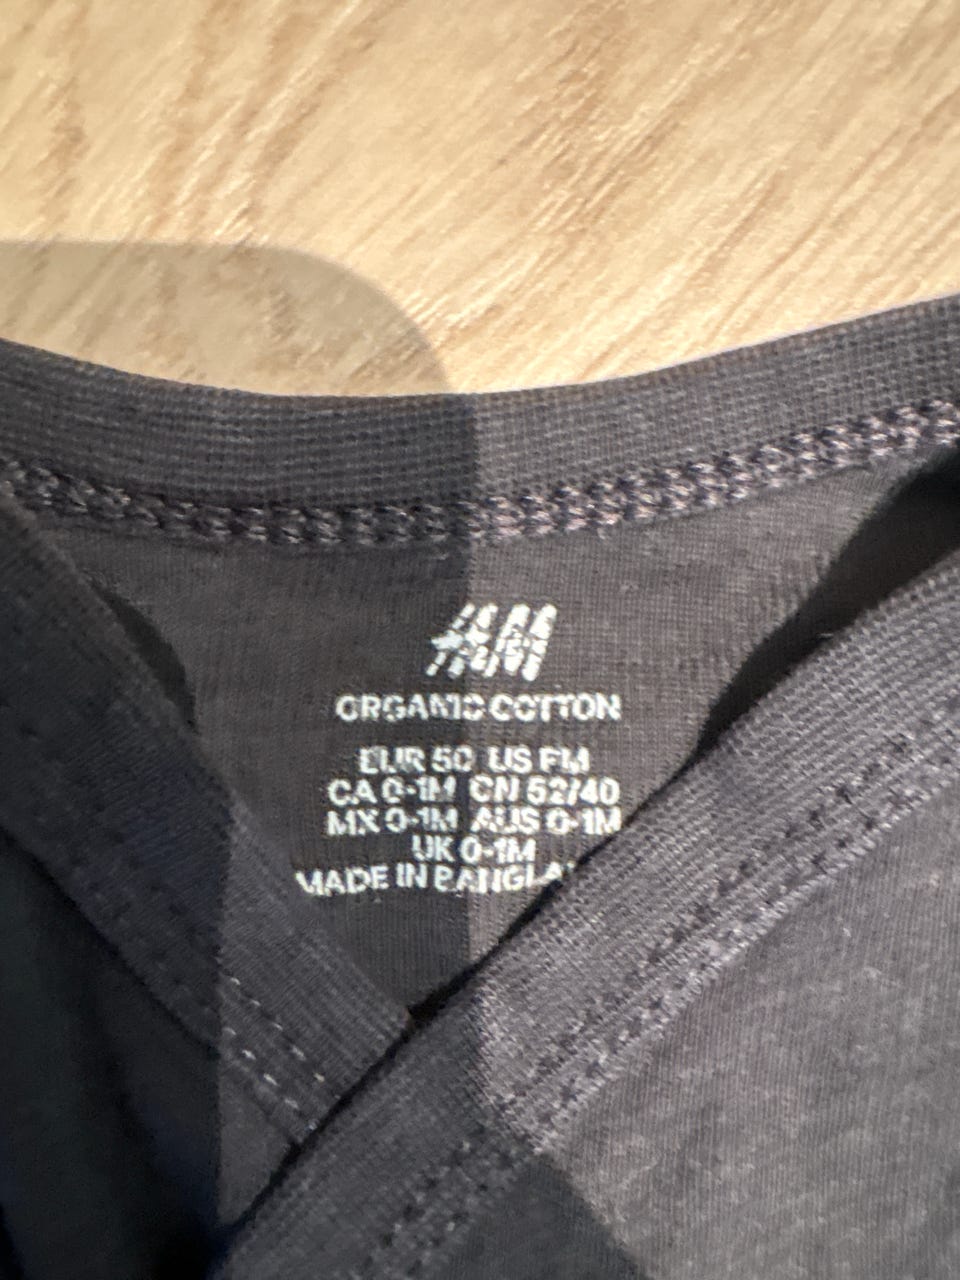 H&M
ORGANIC COTTON
EUR 50 US FM
CA 0-1M CN 52/40
MX 0-1M AUS 0-1M
UK 0-1M
MADE IN